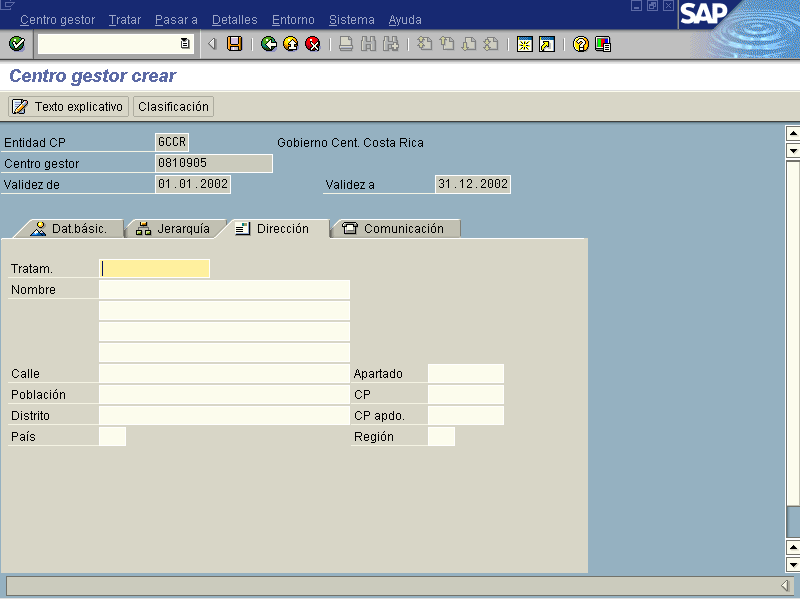 Centro gestor Tratar Pasar a Detalles Entorno Sistema Ayuda
SAP
Centro gestor crear
Texto explicativo Clasificación
Entidad CP GCCR Gobierno Cent. Costa Rica
Centro gestor 0810905
Validez de 01.01.2002 Validez a 31.12.2002
Dat.básic. Jerarquía Dirección Comunicación
Tratam.
Nombre
Calle Apartado
Población CP
Distrito CP apdo.
País Región